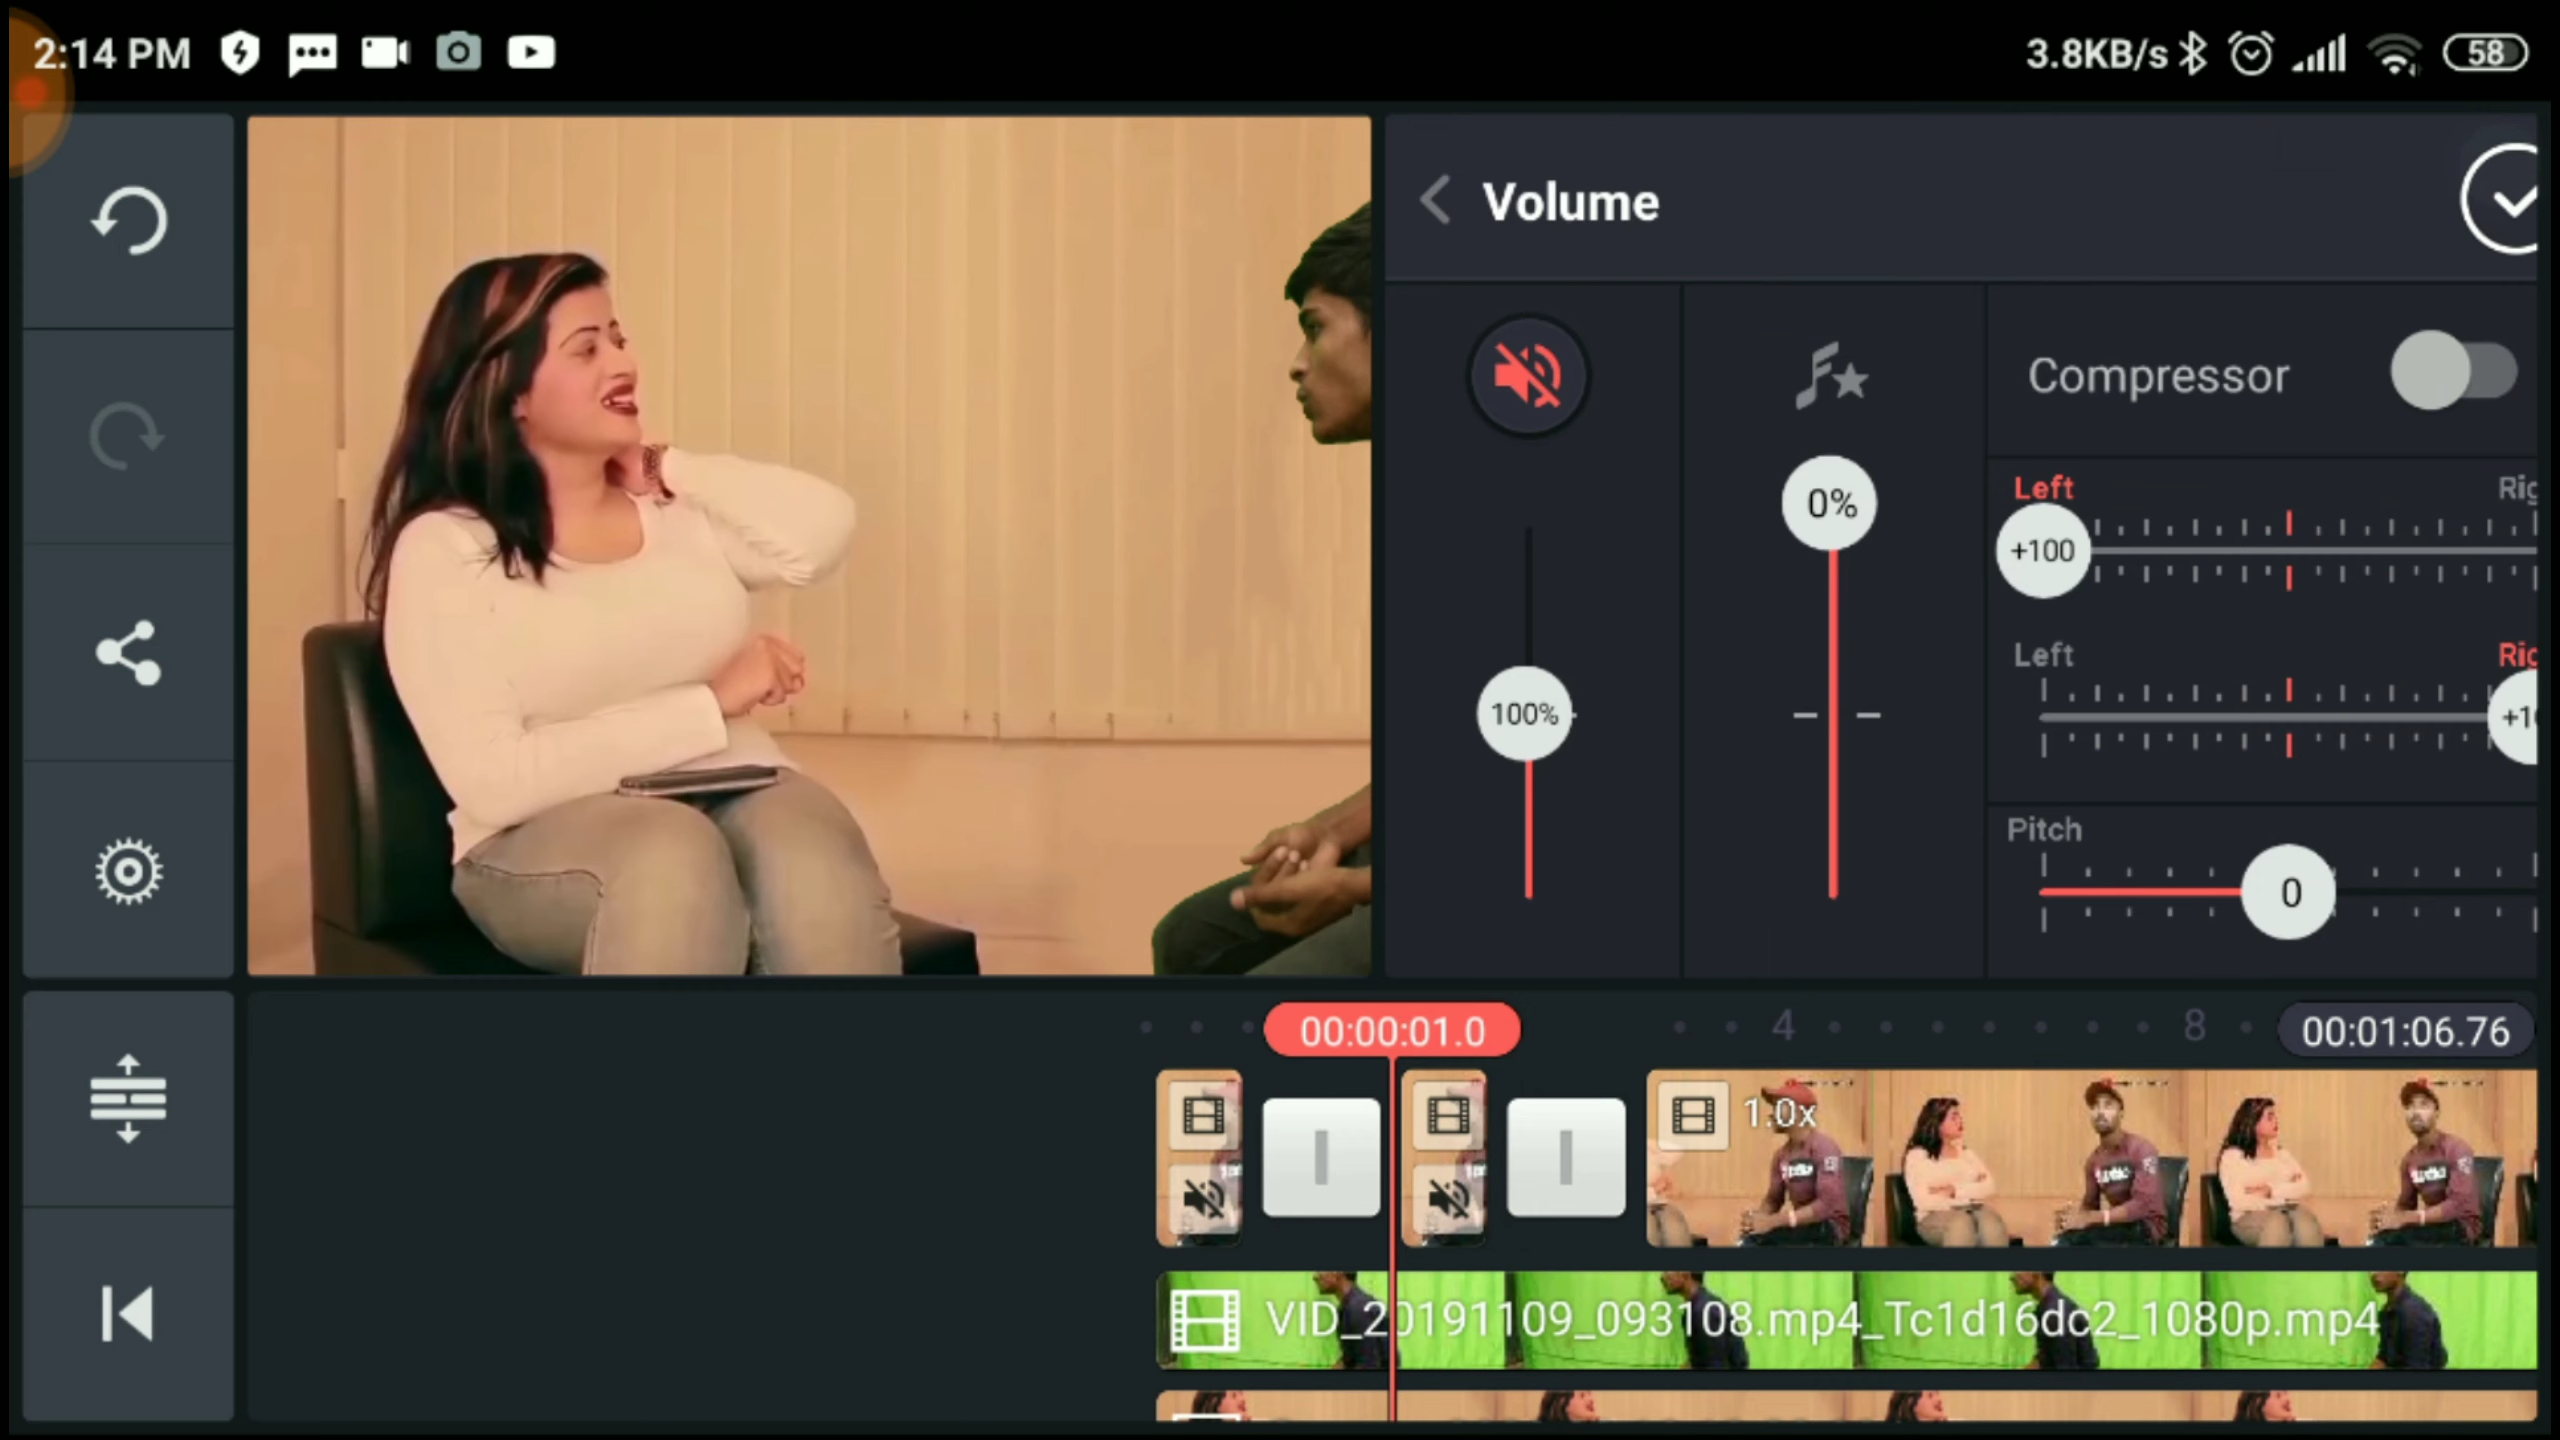 2:14 PM
3.8KB/s
58
Volume
Compressor
0%
Left
+100
100%
Left
Pitch
0
00:00:01.0
4
8
00:01:06.76
1.0x
VID_20191109_093108.mp4_Tc1d16dc2_1080p.mp4